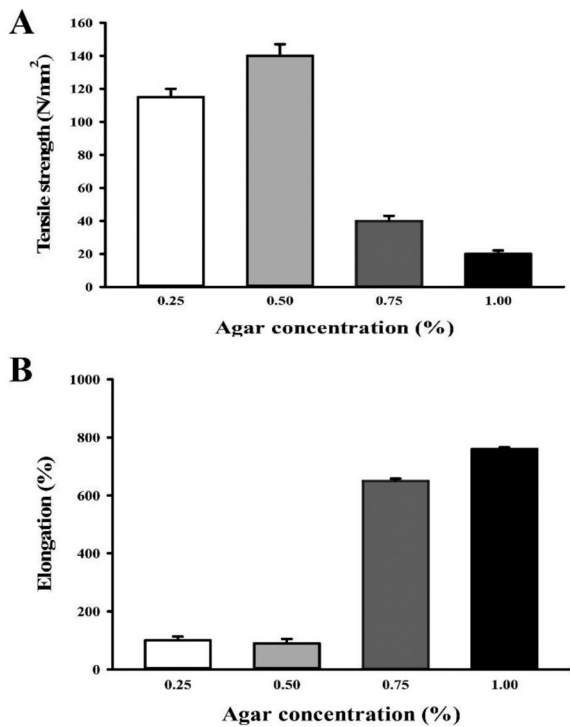 A
Tensile strength (N/mm²)
160
140
120
100
80
60
40
20
0
0.25 0.50 0.75 1.00
Agar concentration (%)
B
Elongation (%)
1000
800
600
400
200
0
0.25 0.50 0.75 1.00
Agar concentration (%)